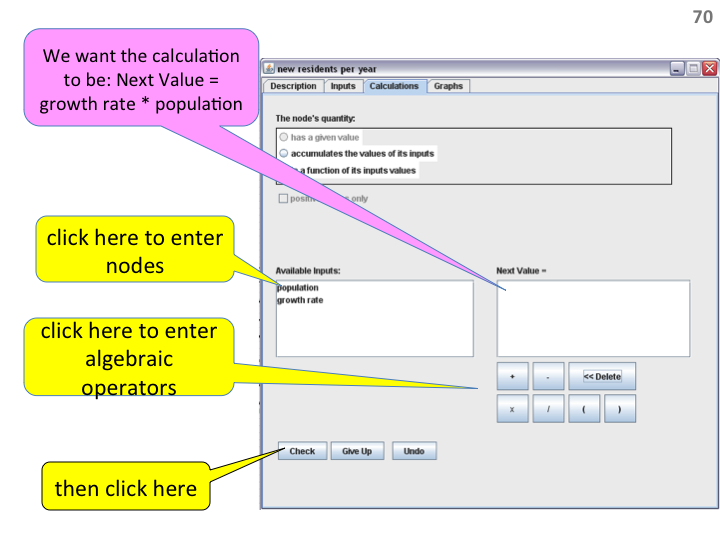 70
We want the calculation
to be: Next Value =
growth rate * population
new residents per year
Description Inputs Calculations Graphs
The node's quantity:
has a given value
accumulates the values of its inputs
a function of its inputs values
only
click here to enter
nodes
Available Inputs:
Next Value =
population
growth rate
click here to enter
algebraic
operators
+ - << Delete
x / ( )
Check Give Up Undo
then click here